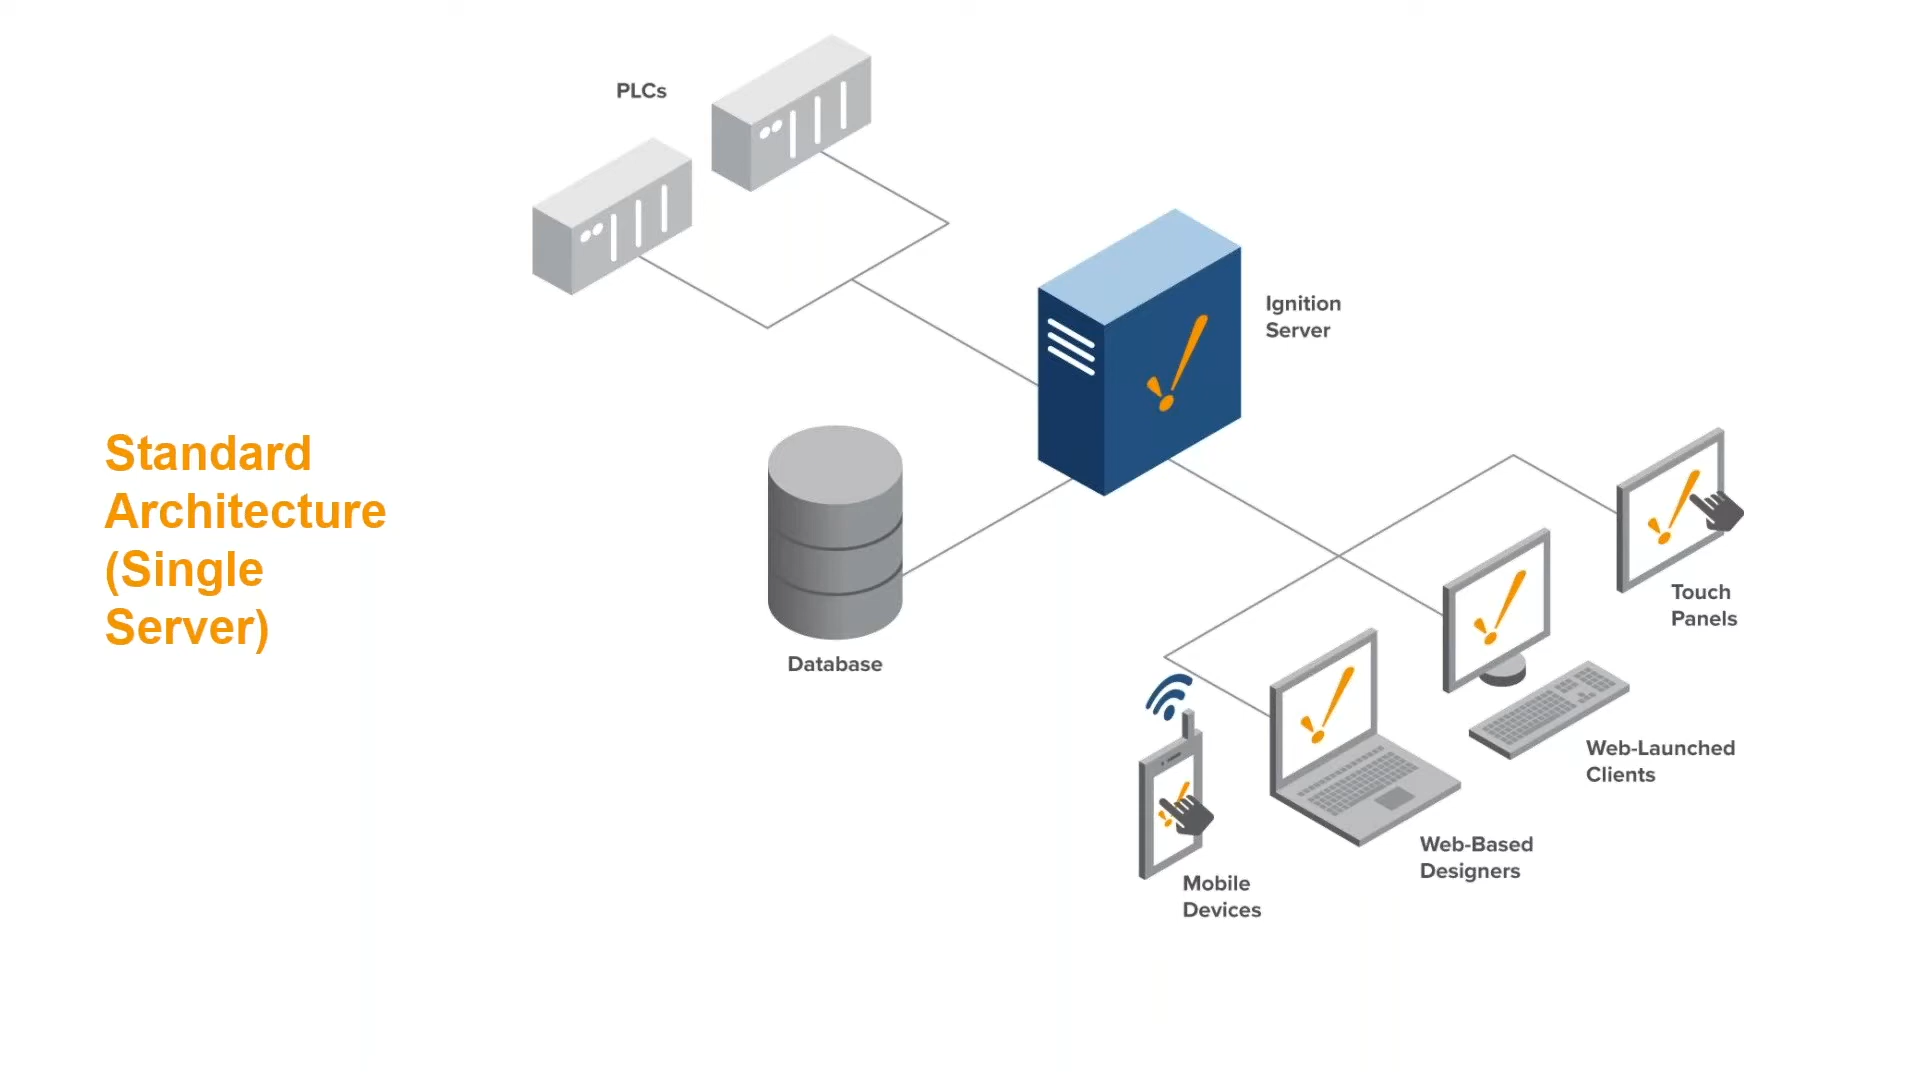 PLCs
Ignition
Server
Standard
Architecture
(Single
Server)
Database
Touch
Panels
Web-Launched
Clients
Web-Based
Designers
Mobile
Devices